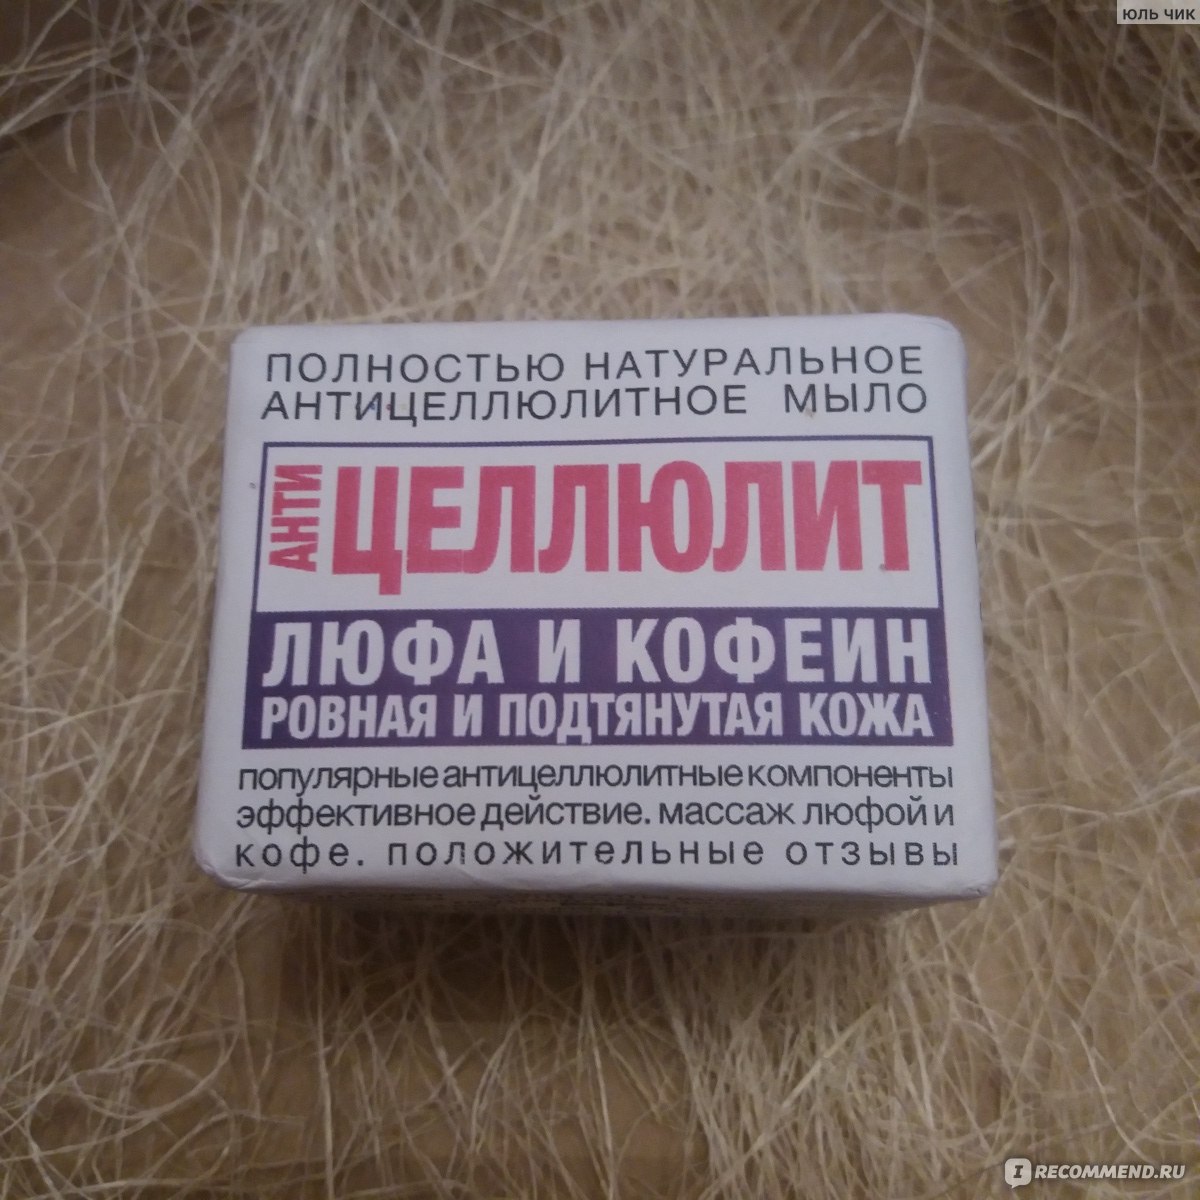 юль чик
ПОЛНОСТЬЮ НАТУРАЛЬНОЕ
АНТИЦЕЛЛЮЛИТНОЕ МЫЛО
АНТИ
ЦЕЛЛЮЛИТ
ЛЮФА И КОФЕИН
РОВНАЯ И ПОДТЯНУТАЯ КОЖА
популярные антицеллюлитные компоненты
эффективное действие. массаж люфой и
кофе. положительные отзывы
IRECOMMEND.RU